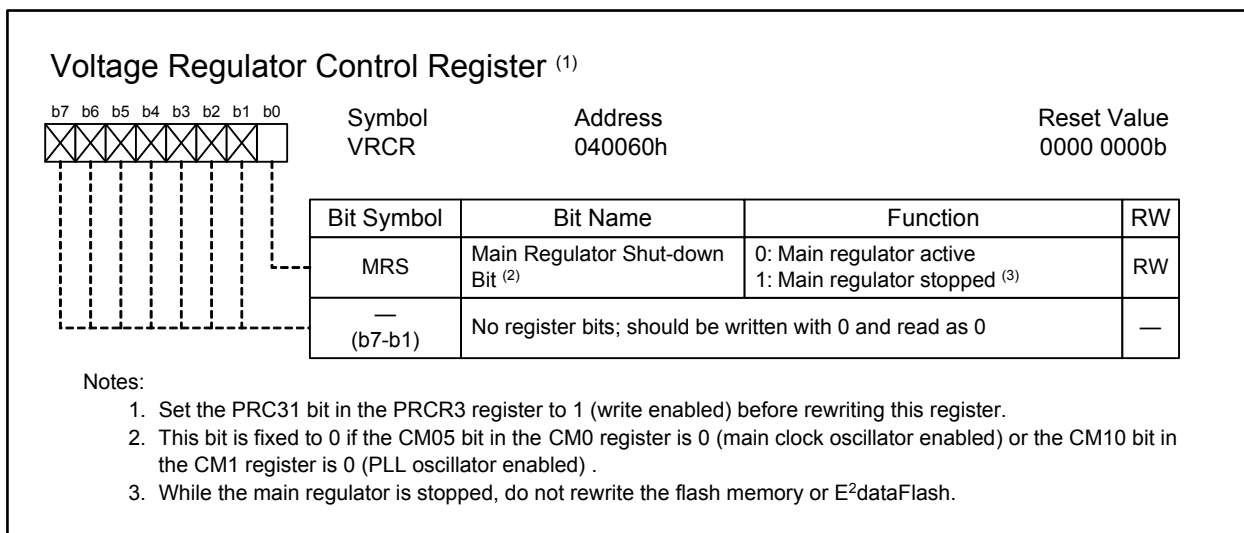 Voltage Regulator Control Register (1)
b7 b6 b5 b4 b3 b2 b1 b0
Symbol Address Reset Value
VRCR 040060h 0000 0000b
Bit Symbol Bit Name Function RW
MRS Main Regulator Shut-down Bit (2) 0: Main regulator active 1: Main regulator stopped (3) RW
— (b7-b1) No register bits; should be written with 0 and read as 0 —
Notes:
1. Set the PRC31 bit in the PRCR3 register to 1 (write enabled) before rewriting this register.
2. This bit is fixed to 0 if the CM05 bit in the CM0 register is 0 (main clock oscillator enabled) or the CM10 bit in
the CM1 register is 0 (PLL oscillator enabled) .
3. While the main regulator is stopped, do not rewrite the flash memory or E2dataFlash.